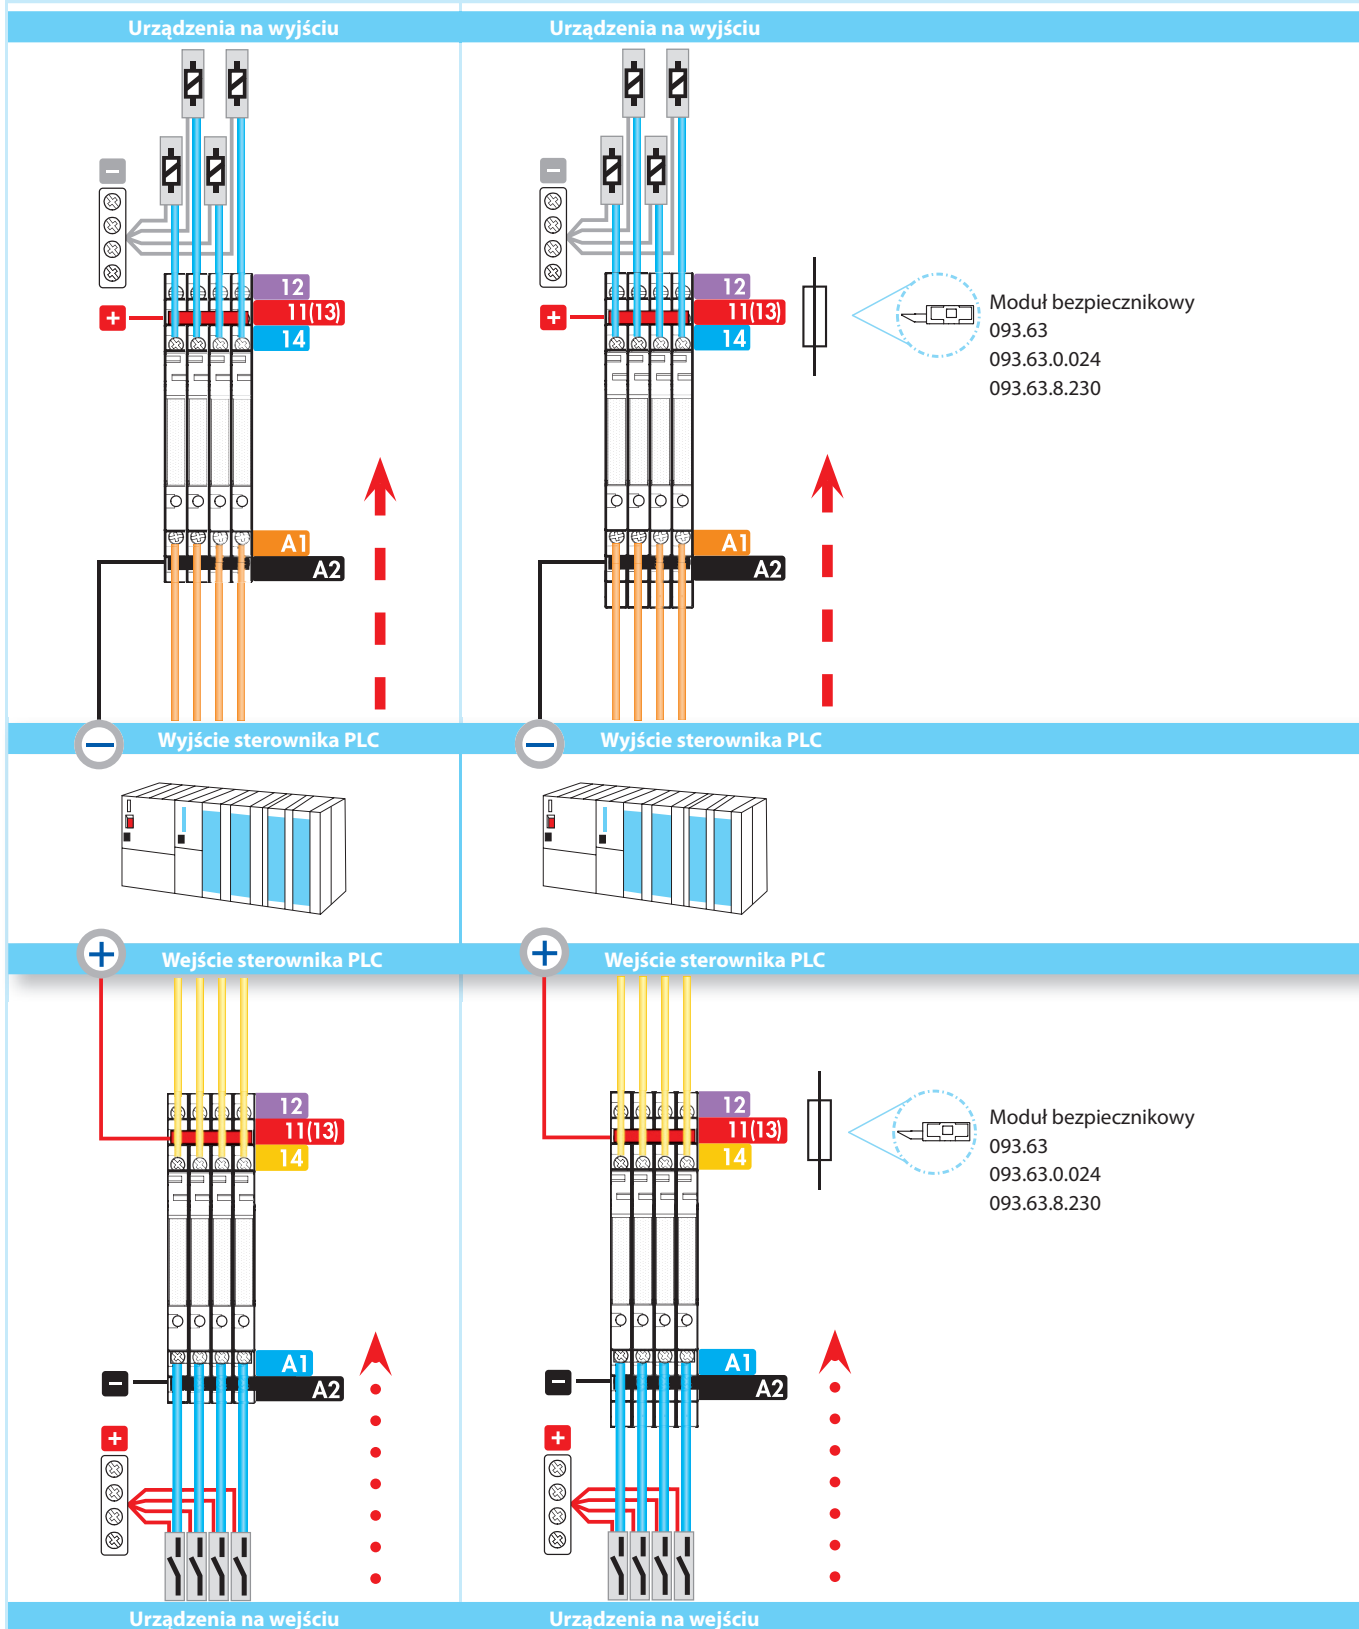 Urządzenia na wyjściu
Urządzenia na wyjściu
12
11(13)
14
A1
A2
12
11(13)
14
A1
A2
Moduł bezpiecznikowy
093.63
093.63.0.024
093.63.8.230
Wyjście sterownika PLC
Wyjście sterownika PLC
Wejście sterownika PLC
Wejście sterownika PLC
12
11(13)
14
A1
A2
12
11(13)
14
A1
A2
Moduł bezpiecznikowy
093.63
093.63.0.024
093.63.8.230
Urządzenia na wejściu
Urządzenia na wejściu